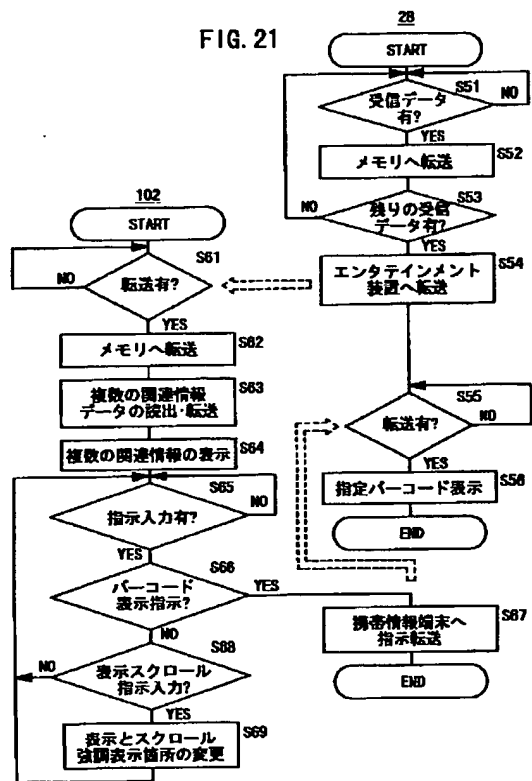 FIG. 21
28
START
S51
受信データ
有?
NO
YES
S52
メモリへ転送
S53
残りの受信
データ有?
NO
YES
S54
エンタテインメント
装置へ転送
S55
転送有?
NO
YES
S56
指定バーコード表示
END
102
START
S61
転送有?
NO
YES
S62
メモリへ転送
S63
複数の関連情報
データの読出・転送
S64
複数の関連情報の表示
S65
指示入力有?
NO
YES
S66
バーコード
表示指示?
YES
NO
S67
携帯情報端末へ
指示転送
END
S68
表示スクロール
指示入力?
NO
YES
S69
表示とスクロール
強調表示箇所の変更